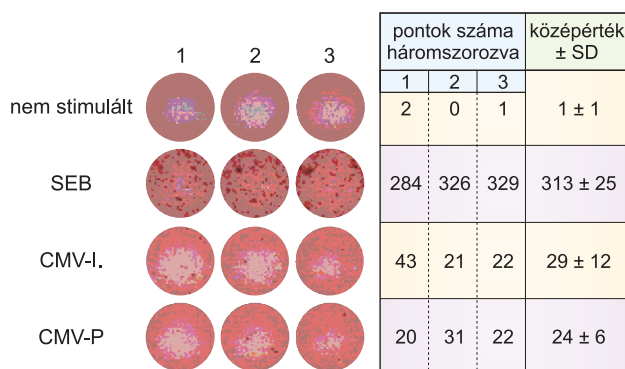 pontok száma
háromszorozva
középérték
± SD
1 2 3
1 2 3
nem stimulált
2 0 1
1 ± 1
SEB
284 326 329
313 ± 25
CMV-I.
43 21 22
29 ± 12
CMV-P
20 31 22
24 ± 6